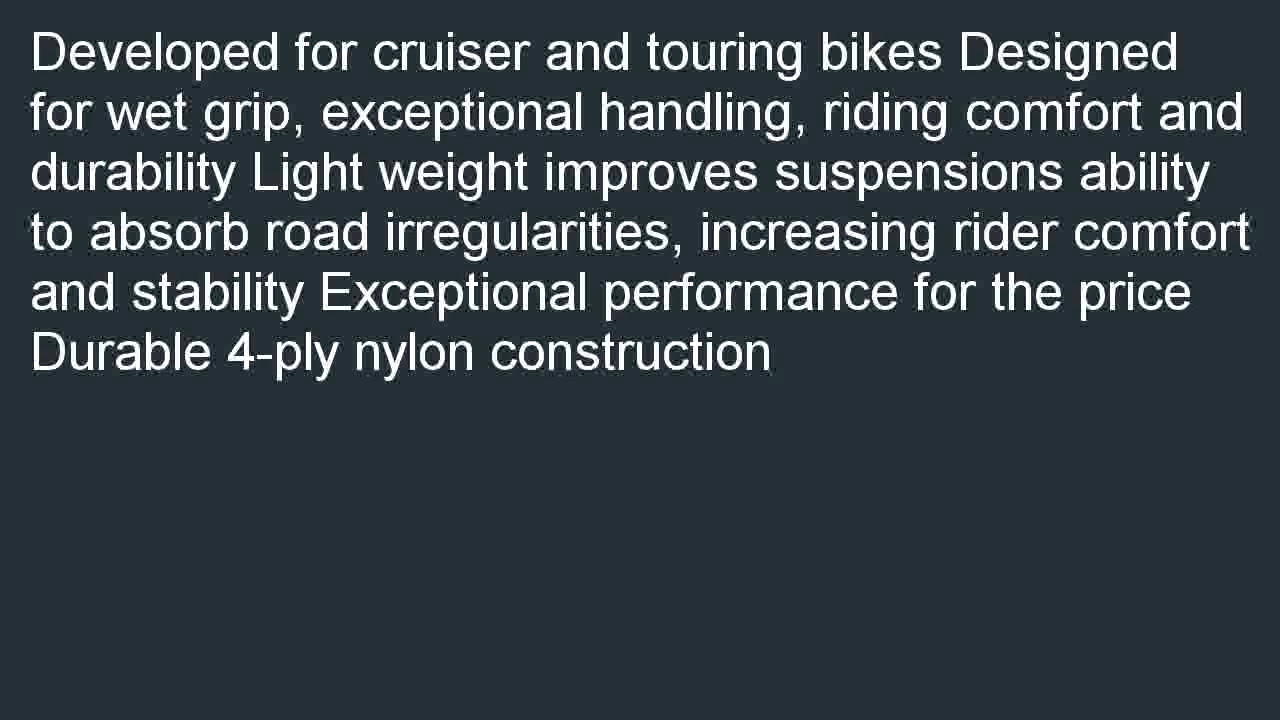 Developed for cruiser and touring bikes Designed
for wet grip, exceptional handling, riding comfort and
durability Light weight improves suspensions ability
to absorb road irregularities, increasing rider comfort
and stability Exceptional performance for the price
Durable 4-ply nylon construction